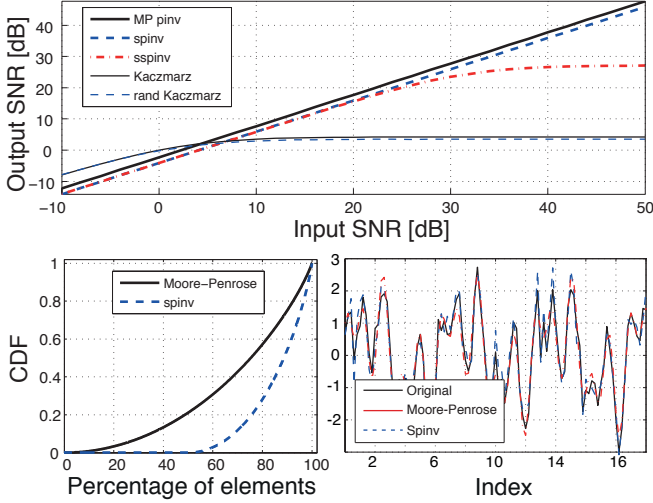 Output SNR [dB]
40
30
20
10
0
−10
MP pinv
spinv
sspinv
Kaczmarz
rand Kaczmarz
−10
0
10
20
30
40
50
Input SNR [dB]
CDF
1
0.8
0.6
0.4
0.2
0
Moore−Penrose
spinv
0
20
40
60
80
100
Percentage of elements
3
2
1
0
-2
Original
Moore-Penrose
Spinv
2
6
8
10
12
16
Index